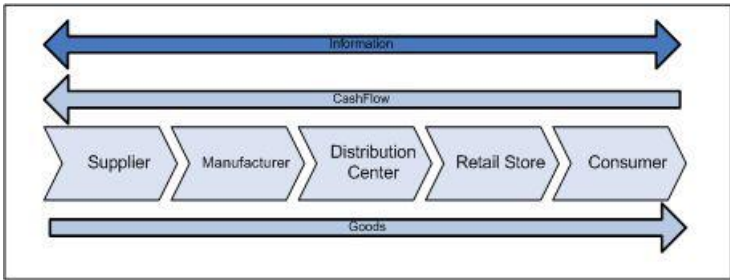 Information
CashFlow
Supplier
Manufacturer
Distribution
Center
Retail Store
Consumer
Goods